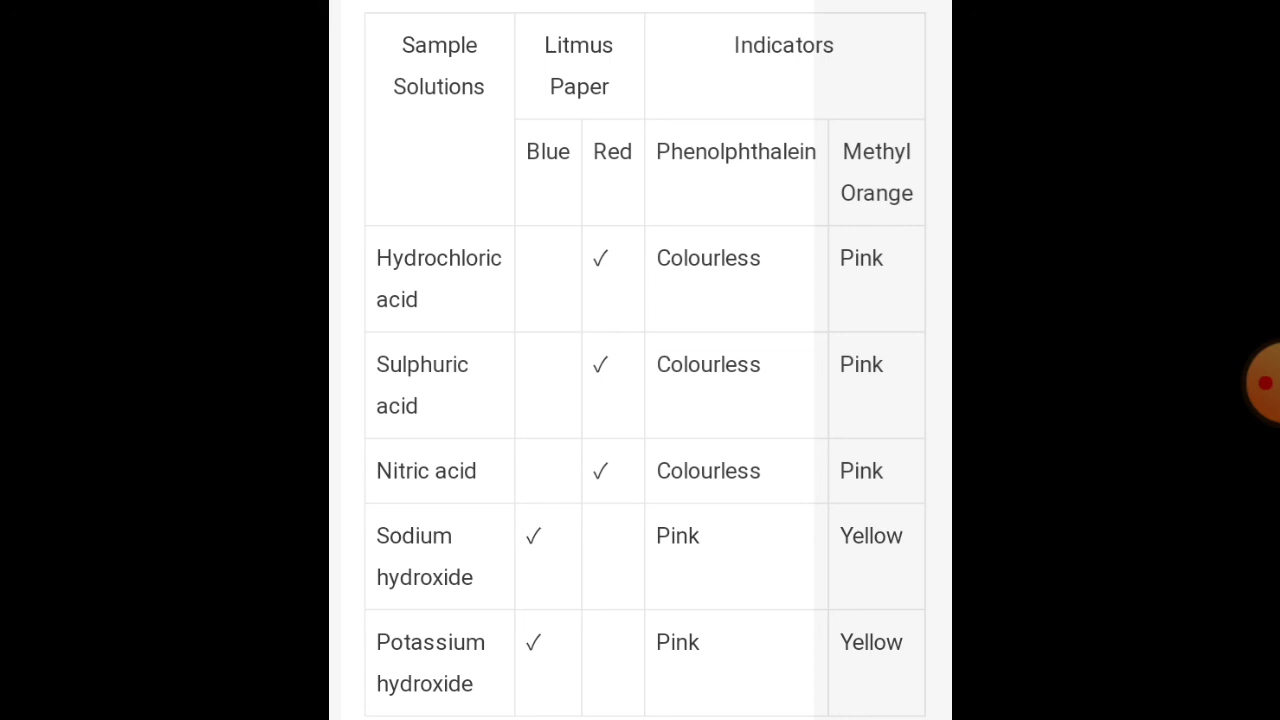 Sample Litmus Indicators
Solutions Paper
Blue Red Phenolphthalein Methyl
Orange
Hydrochloric ✓ Colourless Pink
acid
Sulphuric ✓ Colourless Pink
acid
Nitric acid ✓ Colourless Pink
Sodium ✓ Pink Yellow
hydroxide
Potassium ✓ Pink Yellow
hydroxide